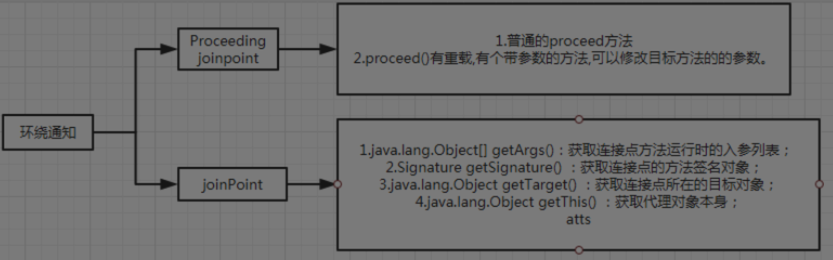 环绕通知
Proceeding
joinpoint
1.普通的proceed方法
2.proceed()有重载,有个带参数的方法,可以修改目标方法的的参数。
joinPoint
1.java.lang.Object[] getArgs()：获取连接点方法运行时的入参列表；
2.Signature getSignature() ：获取连接点的方法签名对象；
3.java.lang.Object getTarget() ：获取连接点所在的目标对象；
4.java.lang.Object getThis() ：获取代理对象本身；
atts